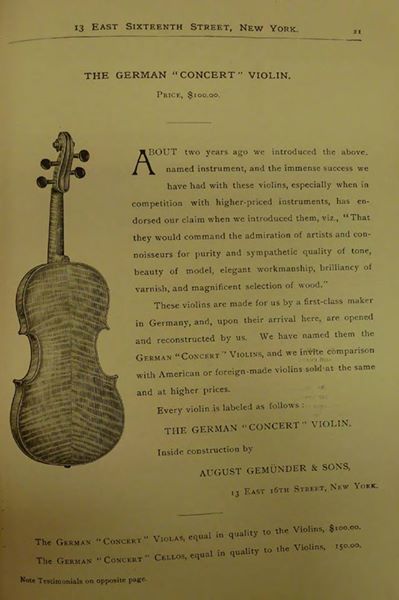 13 East Sixteenth Street, New York. 21
THE GERMAN "CONCERT" VIOLIN.
Price, $100.00.
ABOUT two years ago we introduced the above.
named instrument, and the immense success we
have had with these violins, especially when in
competition with higher-priced instruments, has en-
dorsed our claim when we introduced them, viz., "That
they would command the admiration of artists and con-
noisseurs for purity and sympathetic quality of tone,
beauty of model, elegant workmanship, brilliancy of
varnish, and magnificent selection of wood."
These violins are made for us by a first-class maker
in Germany, and, upon their arrival here, are opened
and reconstructed by us. We have named them the
German "Concert" Violins, and we invite comparison
with American or foreign-made violins sold at the same
and at higher prices.
Every violin is labeled as follows:
THE GERMAN "CONCERT" VIOLIN.
Inside construction by
AUGUST GEMÜNDER & SONS,
13 East 16th Street, New York.
The German "Concert" Violas, equal in quality to the Violins, $100.00.
The German "Concert" Cellos, equal in quality to the Violins, 150.00.
Note Testimonials on opposite page.